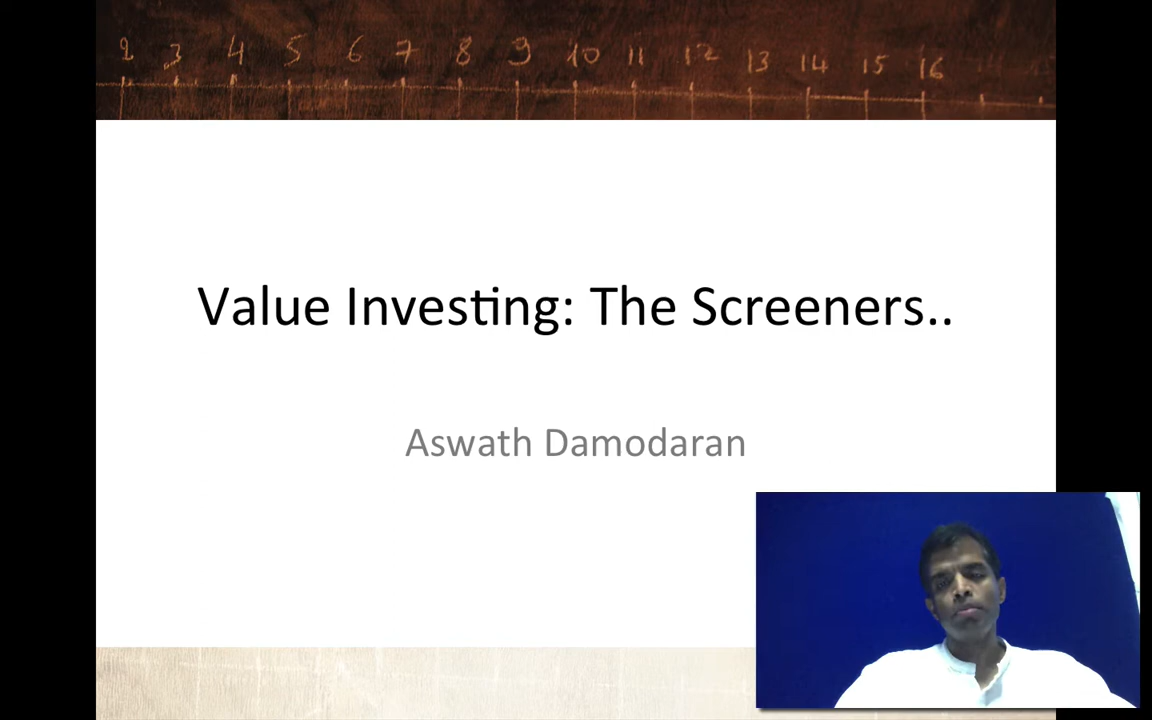 2 3 4 5 6 7 8 9 10 11 12 13 14 15 16
Value Investing: The Screeners..
Aswath Damodaran